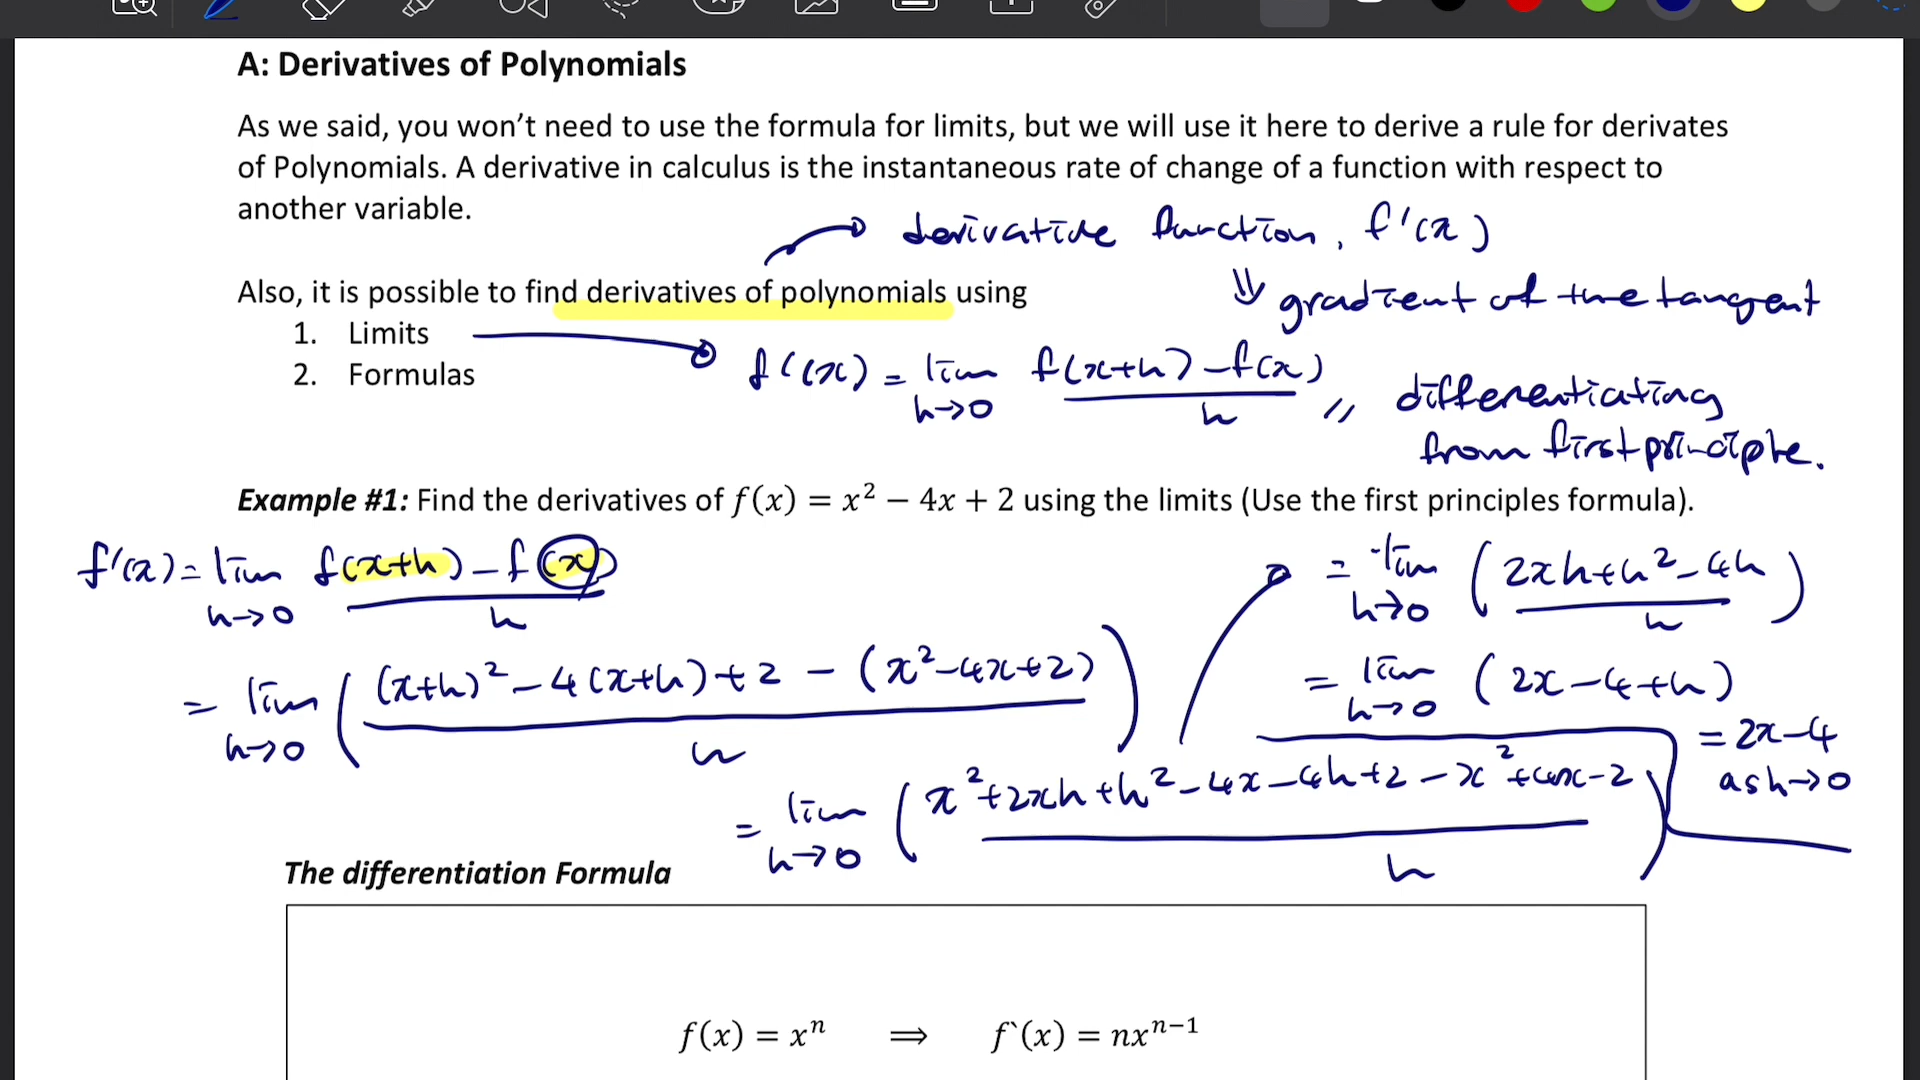 A: Derivatives of Polynomials
As we said, you won't need to use the formula for limits, but we will use it here to derive a rule for derivates
of Polynomials. A derivative in calculus is the instantaneous rate of change of a function with respect to
another variable.
derivative function, f'(x)
Also, it is possible to find derivatives of polynomials using
⇓ gradient of the tangent
1. Limits
f'(x) = lim h→0 f(x+h) – f(x) / h //
2. Formulas
differentiating
from first principle.
Example #1: Find the derivatives of f(x) = x² − 4x + 2 using the limits (Use the first principles formula).
f'(x) = lim h→0 f(x+h) – f(x) / h
= lim h→0 ( (x+h)² – 4(x+h) + 2 – (x² – 4x + 2) / h )
= lim h→0 ( x² + 2xh + h² – 4x – 4h + 2 – x² + 4x – 2 / h )
= lim h→0 ( 2xh + h² – 4h / h )
= lim h→0 ( 2x – 4 + h )
= 2x – 4
as h→0
The differentiation Formula
f(x) = xⁿ ⟹ f`(x) = nxⁿ⁻¹